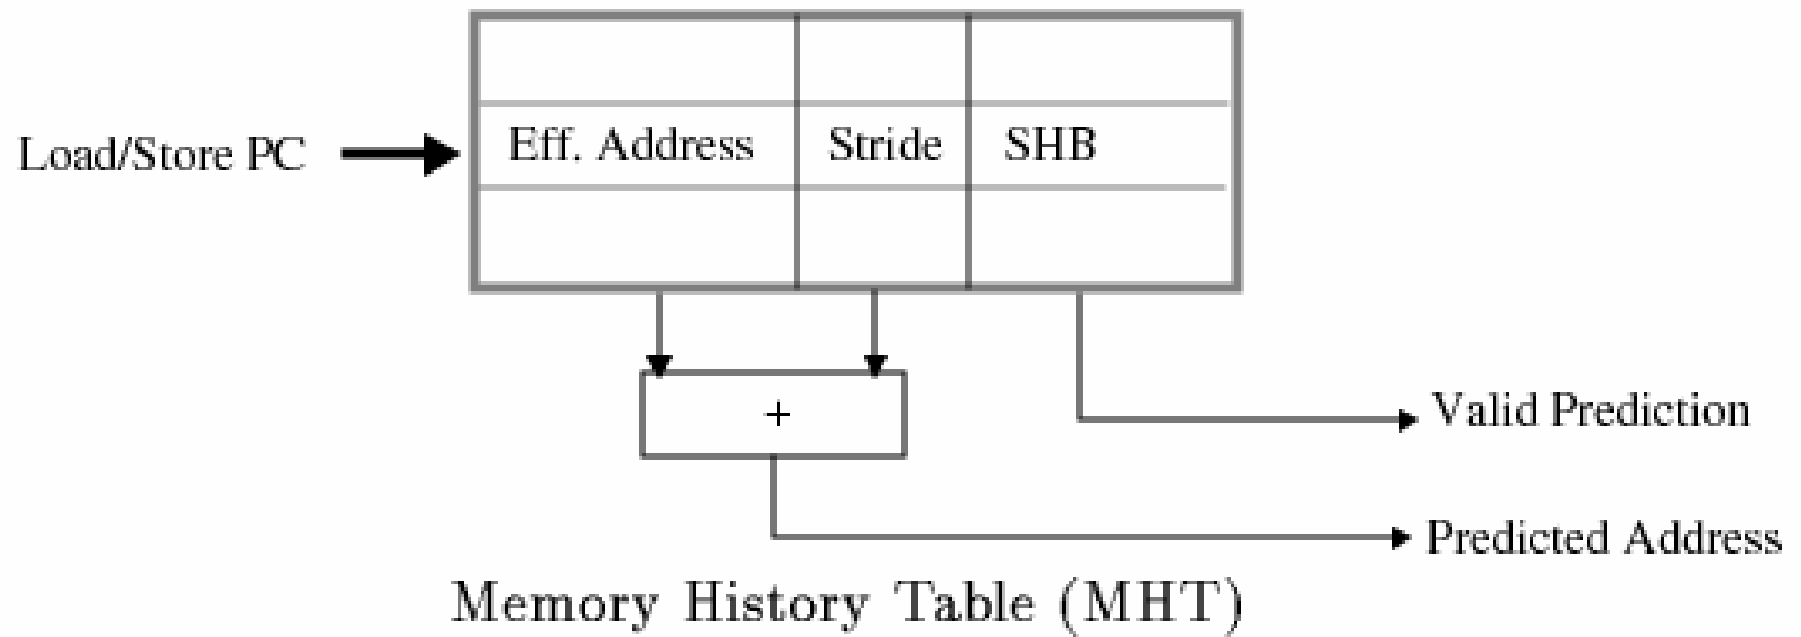 Load/Store PC
Eff. Address Stride SHB
+
Valid Prediction
Predicted Address
Memory History Table (MHT)